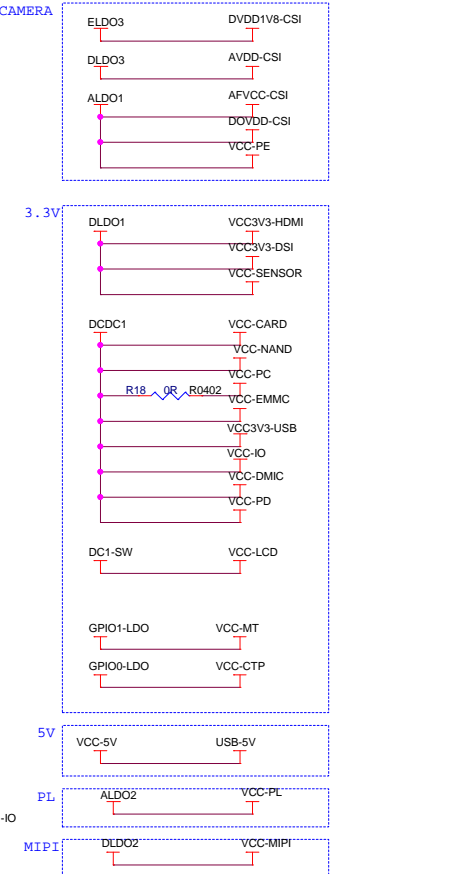 CAMERA
ELDO3 DVDD1V8-CSI
DLDO3 AVDD-CSI
ALDO1 AFVCC-CSI
DOVDD-CSI
VCC-PE
3.3V
DLDO1 VCC3V3-HDMI
VCC3V3-DSI
VCC-SENSOR
DCDC1 VCC-CARD
VCC-NAND
VCC-PC
R18 0R R0402
VCC-EMMC
VCC3V3-USB
VCC-IO
VCC-DMIC
VCC-PD
DC1-SW VCC-LCD
GPIO1-LDO VCC-MT
GPIO0-LDO VCC-CTP
5V
VCC-5V USB-5V
PL
ALDO2 VCC-PL
-IO
MIPI
DLDO2 VCC-MIPI